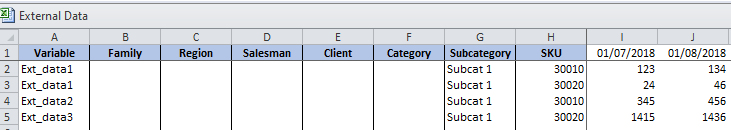 External Data
A B C D E F G H I J
1 Variable Family Region Salesman Client Category Subcategory SKU 01/07/2018 01/08/2018
2 Ext_data1 Subcat 1 30010 123 134
3 Ext_data1 Subcat 1 30020 24 46
4 Ext_data2 Subcat 1 30010 345 456
5 Ext_data3 Subcat 1 30020 1415 1436